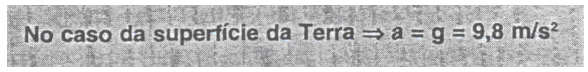 No caso da superfície da Terra ⇒ a = g = 9,8 m/s²